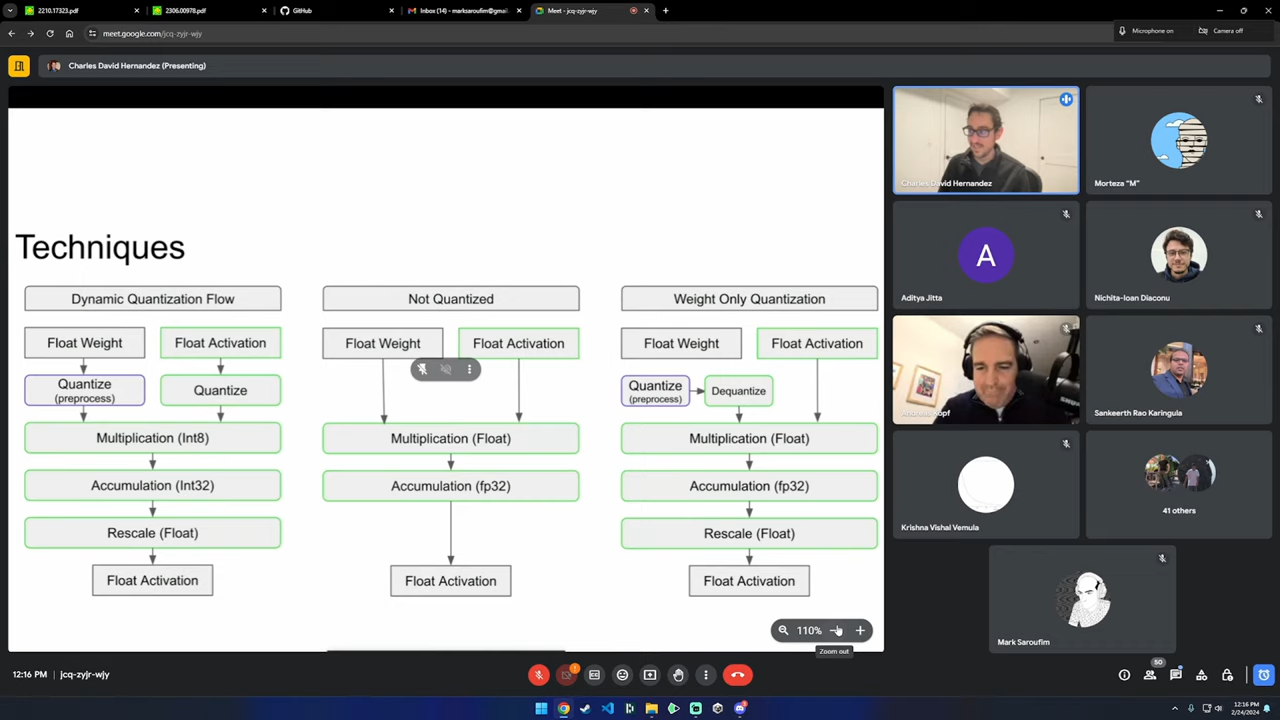 2210.17323.pdf
2306.00978.pdf
GitHub
Inbox (14) - marksaroufim@gmai
Meet - jcq-zyjr-wjy
meet.google.com/jcq-zyjr-wjy
Microphone on
Camera off
Charles David Hernandez (Presenting)
Techniques
Dynamic Quantization Flow
Not Quantized
Weight Only Quantization
Float Weight
Float Activation
Float Weight
Float Activation
Float Weight
Float Activation
Quantize
(preprocess)
Quantize
Quantize
(preprocess)
Dequantize
Multiplication (Int8)
Multiplication (Float)
Multiplication (Float)
Accumulation (Int32)
Accumulation (fp32)
Accumulation (fp32)
Rescale (Float)
Rescale (Float)
Float Activation
Float Activation
Float Activation
110%
Zoom out
Charles David Hernandez
Morteza "M"
A
Aditya Jitta
Nichita-Ioan Diaconu
Andreas Kopf
Sankeerth Rao Karingula
Krishna Vishal Vemula
41 others
Mark Saroufim
12:16 PM | jcq-zyjr-wjy
50
12:16 PM
2/24/2024